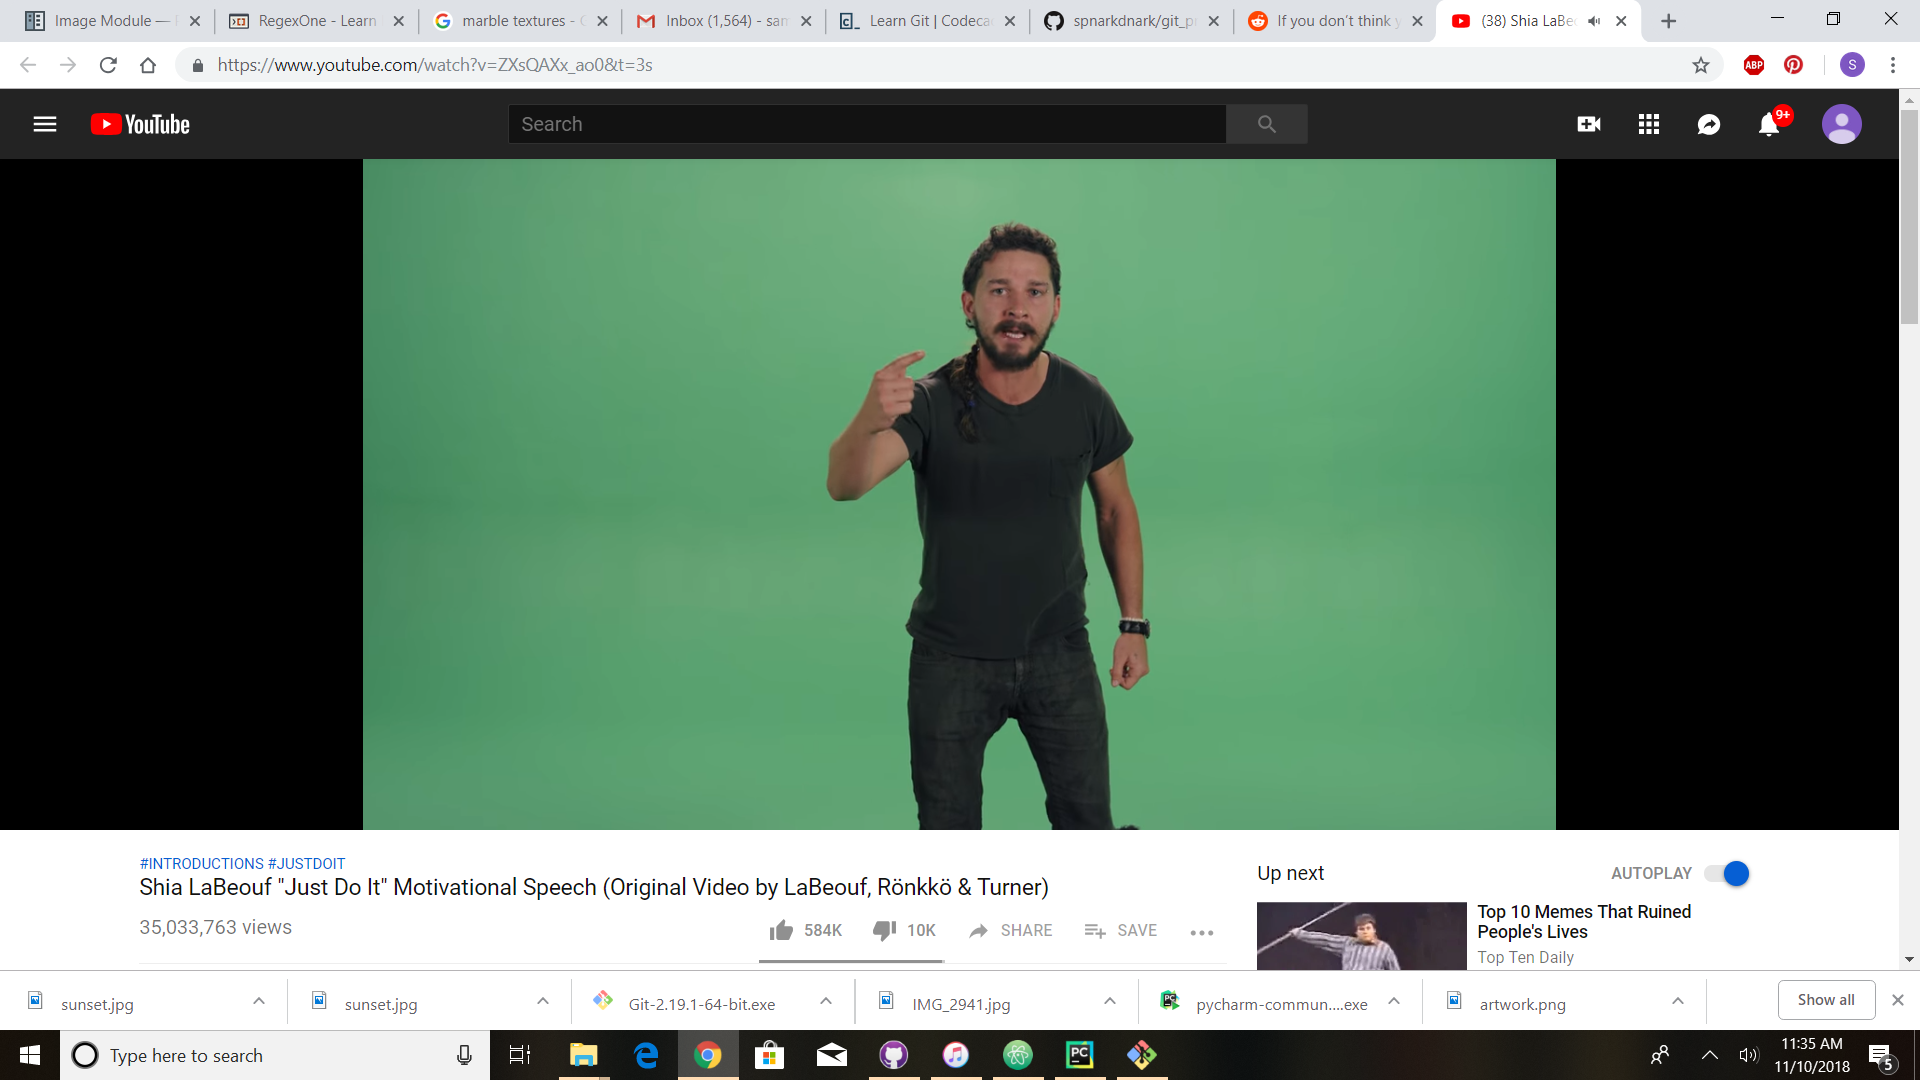 Image Module —
RegexOne - Learn
marble textures -
Inbox (1,564) - sam
Learn Git | Codeca
spnarkdnark/git_p
If you don't think y
(38) Shia LaBeo
https://www.youtube.com/watch?v=ZXsQAXx_ao0&t=3s
ABP
S
YouTube
Search
9+
#INTRODUCTIONS #JUSTDOIT
Shia LaBeouf "Just Do It" Motivational Speech (Original Video by LaBeouf, Rönkkö & Turner)
35,033,763 views
584K
10K
SHARE
SAVE
Up next
AUTOPLAY
Top 10 Memes That Ruined
People's Lives
Top Ten Daily
sunset.jpg
sunset.jpg
Git-2.19.1-64-bit.exe
IMG_2941.jpg
pycharm-commun....exe
artwork.png
Show all
Type here to search
PC
11:35 AM
11/10/2018
5